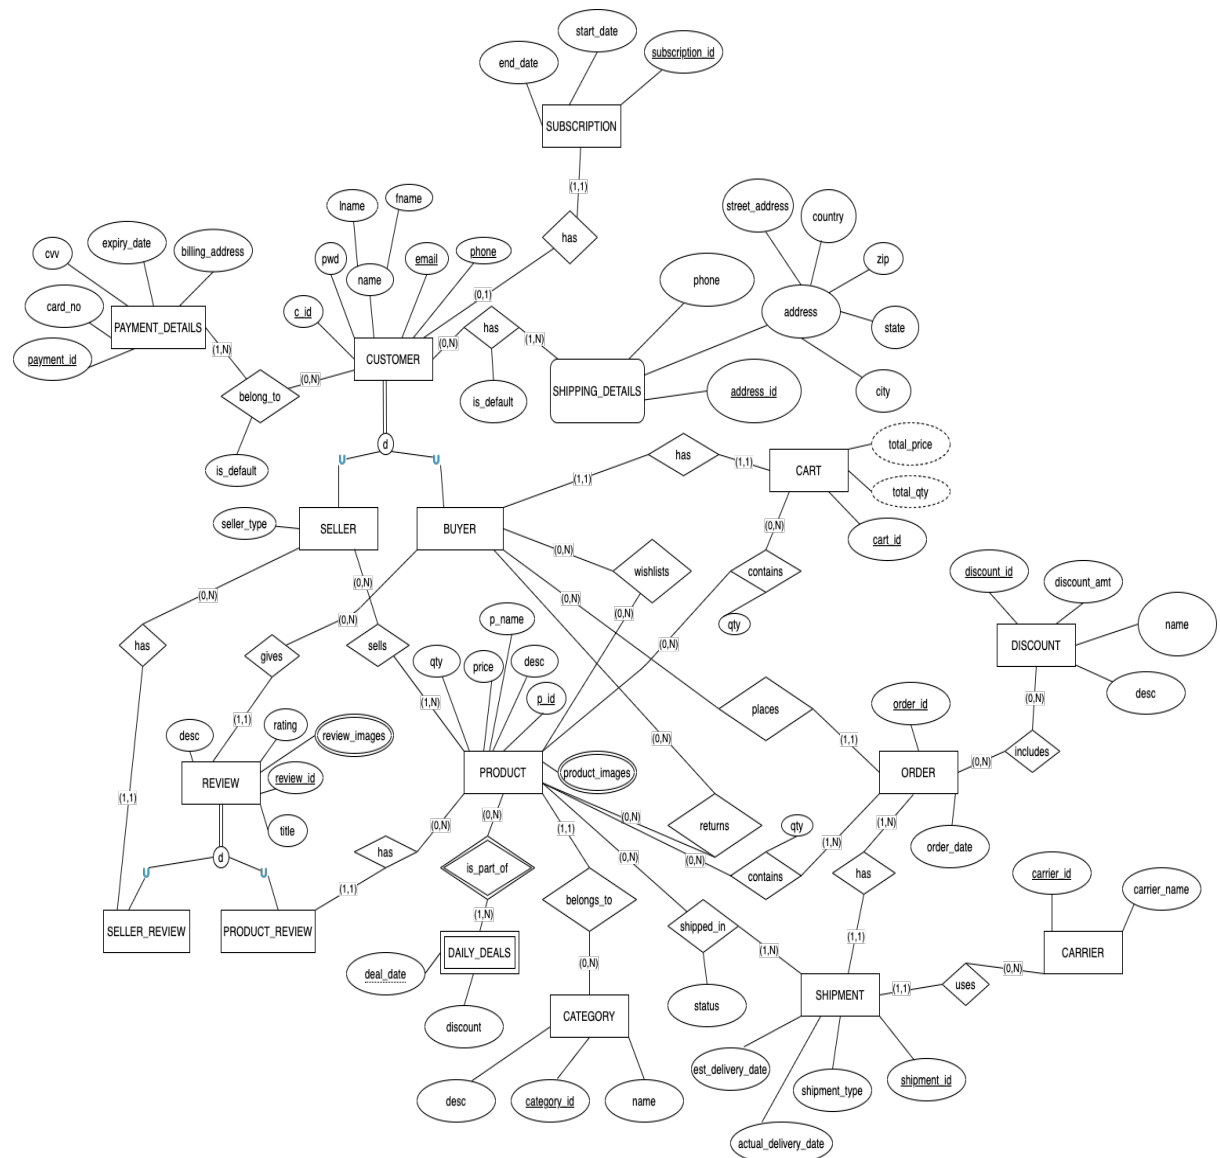 start_date
subscription_id
end_date
SUBSCRIPTION
(1,1)
fname
lname
street_address
country
expiry_date
billing_address
cvv
has
email
phone
pwd
name
zip
phone
card_no
c_id
(0,1)
address
has
state
PAYMENT_DETAILS
(1,N)
(0,N)
(1,N)
payment_id
CUSTOMER
(0,N)
SHIPPING_DETAILS
address_id
city
belong_to
is_default
d
total_price
is_default
U
U
has
(1,1)
CART
(1,1)
total_qty
seller_type
SELLER
BUYER
(0,N)
cart_id
(0,N)
wishlists
contains
discount_id
discount_amt
(0,N)
(0,N)
(0,N)
(0,N)
(0,N)
qty
name
p_name
has
gives
sells
(0,N)
DISCOUNT
qty
price
desc
p_id
desc
(1,N)
places
order_id
(0,N)
(1,1)
rating
desc
review_images
(0,N)
(1,1)
includes
REVIEW
review_id
PRODUCT
product_images
ORDER
(0,N)
(1,1)
title
(0,N)
(0,N)
(0,N)
returns
qty
(1,N)
order_date
(1,1)
(1,N)
d
has
is_part_of
(0,N)
(0,N)
contains
has
carrier_id
carrier_name
U
U
(1,1)
belongs_to
(1,N)
shipped_in
SELLER_REVIEW
PRODUCT_REVIEW
(1,1)
DAILY_DEALS
(1,N)
CARRIER
deal_date
(0,N)
(0,N)
uses
(1,1)
SHIPMENT
status
discount
CATEGORY
est_delivery_date
shipment_type
shipment_id
desc
category_id
name
actual_delivery_date